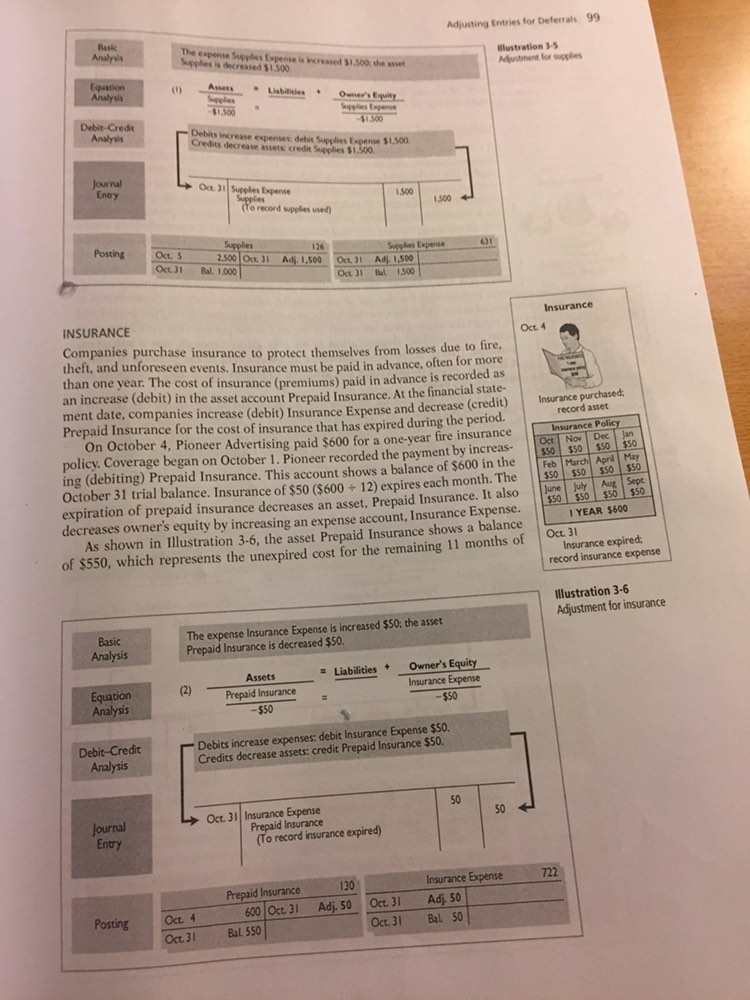 Adjusting Entries for Deferrals 99
Basic
Analysis
The expense Supplies Expense is increased $1,500; the asset
Supplies is decreased $1,500.
Illustration 3-5
Adjustment for supplies
Equation
Analysis
(1) Assets = Liabilities + Owner's Equity
Supplies = Supplies Expense
-$1,500 -$1,500
Debit–Credit
Analysis
Debits increase expenses: debit Supplies Expense $1,500.
Credits decrease assets: credit Supplies $1,500.
Journal
Entry
Oct. 31 Supplies Expense 1,500
Supplies 1,500
(To record supplies used)
Posting
Supplies 126 Supplies Expense 631
Oct. 5 2,500 Oct. 31 Adj. 1,500 Oct. 31 Adj. 1,500
Oct. 31 Bal. 1,000 Oct. 31 Bal. 1,500
INSURANCE
Companies purchase insurance to protect themselves from losses due to fire,
theft, and unforeseen events. Insurance must be paid in advance, often for more
than one year. The cost of insurance (premiums) paid in advance is recorded as
an increase (debit) in the asset account Prepaid Insurance. At the financial state-
ment date, companies increase (debit) Insurance Expense and decrease (credit)
Prepaid Insurance for the cost of insurance that has expired during the period.
On October 4, Pioneer Advertising paid $600 for a one-year fire insurance
policy. Coverage began on October 1. Pioneer recorded the payment by increas-
ing (debiting) Prepaid Insurance. This account shows a balance of $600 in the
October 31 trial balance. Insurance of $50 ($600 ÷ 12) expires each month. The
expiration of prepaid insurance decreases an asset, Prepaid Insurance. It also
decreases owner's equity by increasing an expense account, Insurance Expense.
As shown in Illustration 3-6, the asset Prepaid Insurance shows a balance
of $550, which represents the unexpired cost for the remaining 11 months of
Insurance
Oct. 4
Insurance purchased;
record asset
Insurance Policy
Oct Nov Dec Jan
$50 $50 $50 $50
Feb March April May
$50 $50 $50 $50
June July Aug Sept
$50 $50 $50 $50
1 YEAR $600
Oct. 31
Insurance expired;
record insurance expense
Illustration 3-6
Adjustment for insurance
Basic
Analysis
The expense Insurance Expense is increased $50; the asset
Prepaid Insurance is decreased $50.
Equation
Analysis
(2) Assets = Liabilities + Owner's Equity
Prepaid Insurance = Insurance Expense
-$50 -$50
Debit–Credit
Analysis
Debits increase expenses: debit Insurance Expense $50.
Credits decrease assets: credit Prepaid Insurance $50.
Journal
Entry
Oct. 31 Insurance Expense 50
Prepaid Insurance 50
(To record insurance expired)
Posting
Prepaid Insurance 130 Insurance Expense 722
Oct. 4 600 Oct. 31 Adj. 50 Oct. 31 Adj. 50
Oct. 31 Bal. 550 Oct. 31 Bal. 50